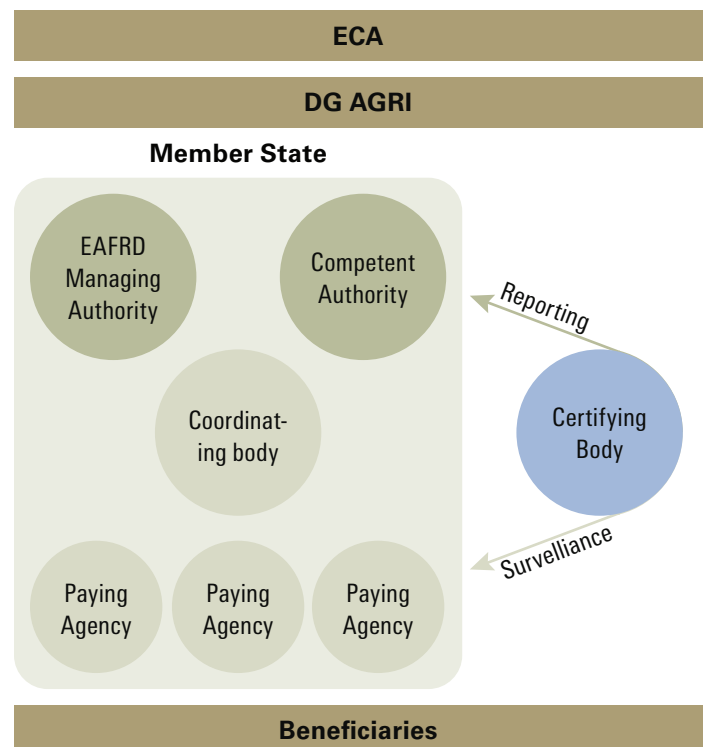 ECA
DG AGRI
Member State
EAFRD
Managing
Authority
Competent
Authority
Reporting
Coordinat-
ing body
Certifying
Body
Survelliance
Paying
Agency
Paying
Agency
Paying
Agency
Beneficiaries